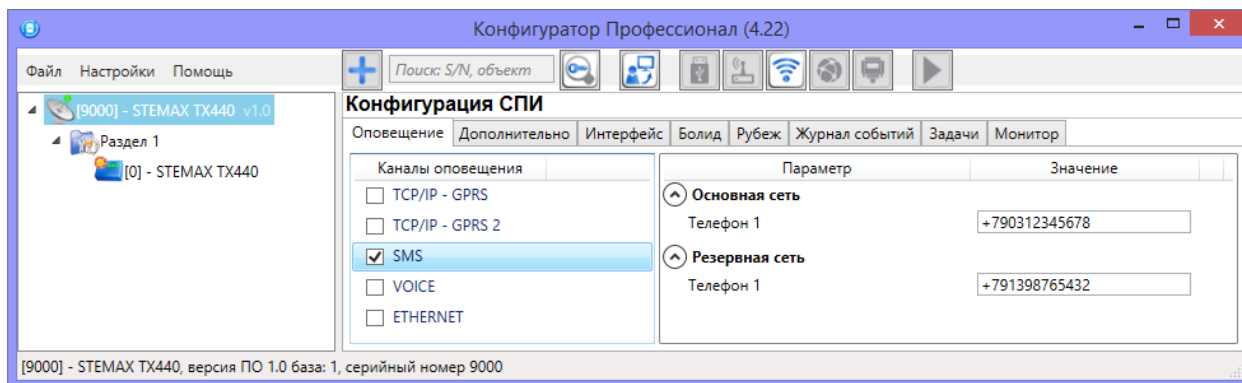 Конфигуратор Профессионал (4.22)
Файл Настройки Помощь
Поиск: S/N, объект
[9000] - STEMAX TX440 v1.0
Раздел 1
[0] - STEMAX TX440
Конфигурация СПИ
Оповещение Дополнительно Интерфейс Болид Рубеж Журнал событий Задачи Монитор
Каналы оповещения
TCP/IP - GPRS
TCP/IP - GPRS 2
SMS
VOICE
ETHERNET
Параметр Значение
Основная сеть
Телефон 1 +790312345678
Резервная сеть
Телефон 1 +791398765432
[9000] - STEMAX TX440, версия ПО 1.0 база: 1, серийный номер 9000